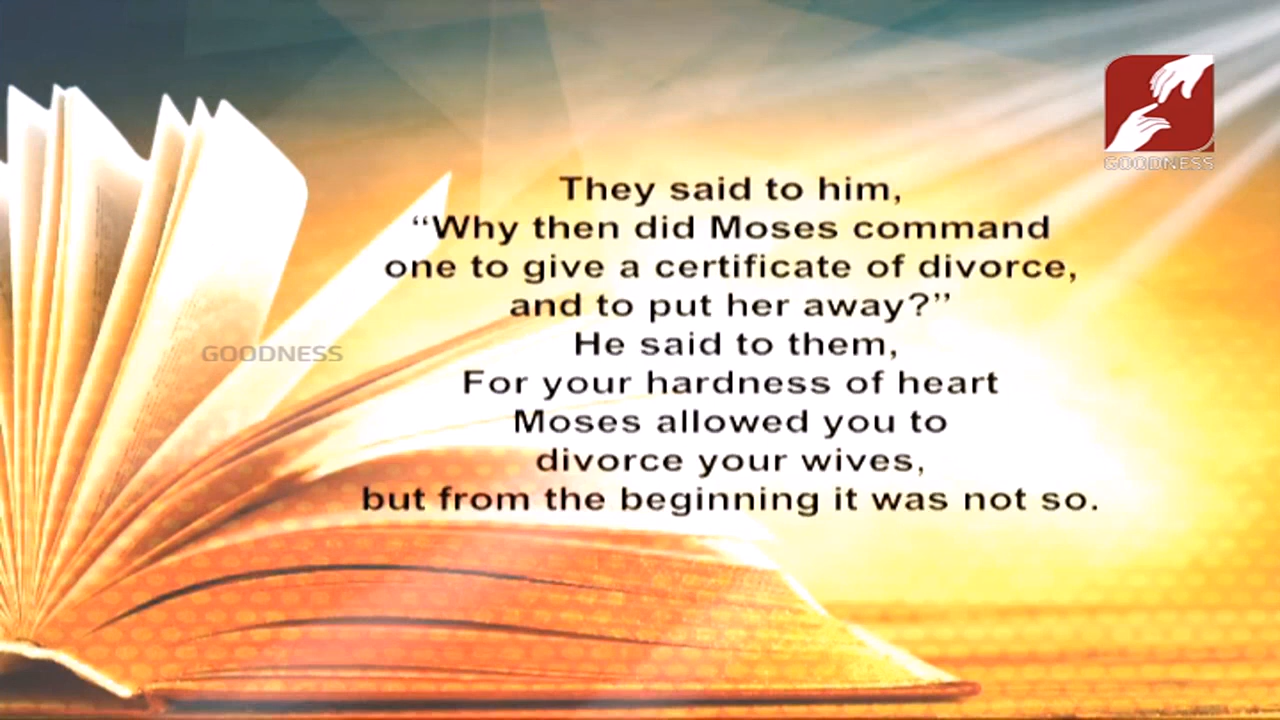 GOODNESS
They said to him,
“Why then did Moses command
one to give a certificate of divorce,
and to put her away?”
GOODNESS
He said to them,
For your hardness of heart
Moses allowed you to
divorce your wives,
but from the beginning it was not so.